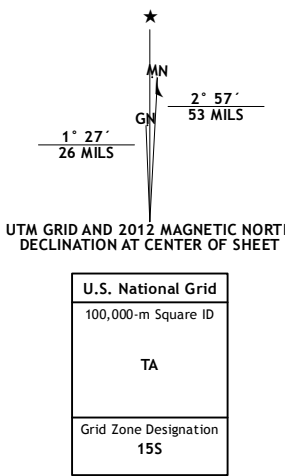 MN
GN
2° 57´
53 MILS
1° 27´
26 MILS
UTM GRID AND 2012 MAGNETIC NORTH
DECLINATION AT CENTER OF SHEET
U.S. National Grid
100,000-m Square ID
TA
Grid Zone Designation
15S